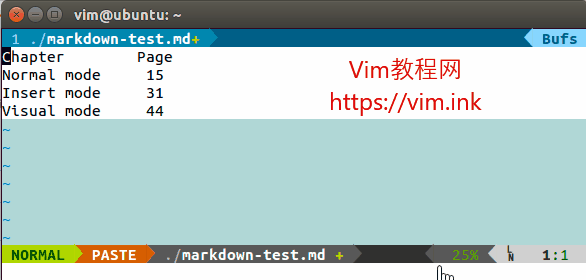 vim@ubuntu: ~
1 ./markdown-test.md+
Bufs
Chapter Page
Normal mode 15
Insert mode 31
Visual mode 44
Vim教程网
https://vim.ink
~
~
~
~
~
~
~
NORMAL PASTE ./markdown-test.md + 25% LN 1:1